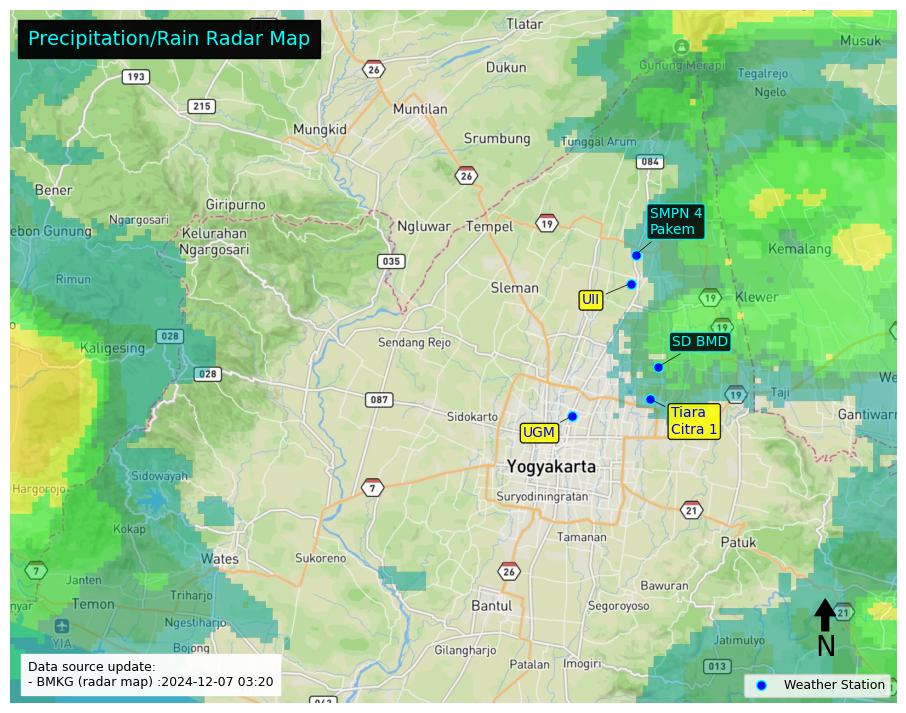 Precipitation/Rain Radar Map
Tlatar
Musuk
26
193
Dukun
Gunung Merapi
Tegalrejo
Ngelo
215
Muntilan
Mungkid
Srumbung
Tunggal Arum
084
26
Bener
Giripurno
Ngargosari
SMPN 4
Pakem
19
Ngluwar
Tempel
ebon Gunung
Kelurahan
Ngargosari
Kemalang
035
Rimun
Sleman
UII
19
Klewer
19
028
Kaligesing
Sendang Rejo
SD BMD
028
We
087
19
Taji
Sidokarto
Tiara
Citra 1
Gantiwarn
UGM
Yogyakarta
Sidowayah
Hargorojo
7
Suryodiningratan
21
Kokap
Tamanan
Patuk
Wates
Sukoreno
7
26
Janten
Bawuran
Triharjo
nyar
Temon
Bantul
Segoroyoso
21
Ngestiharjo
YIA
N
Jatimulyo
Bojong
Gilangharjo
Patalan
Imogiri
013
Data source update:
- BMKG (radar map) :2024-12-07 03:20
Weather Station